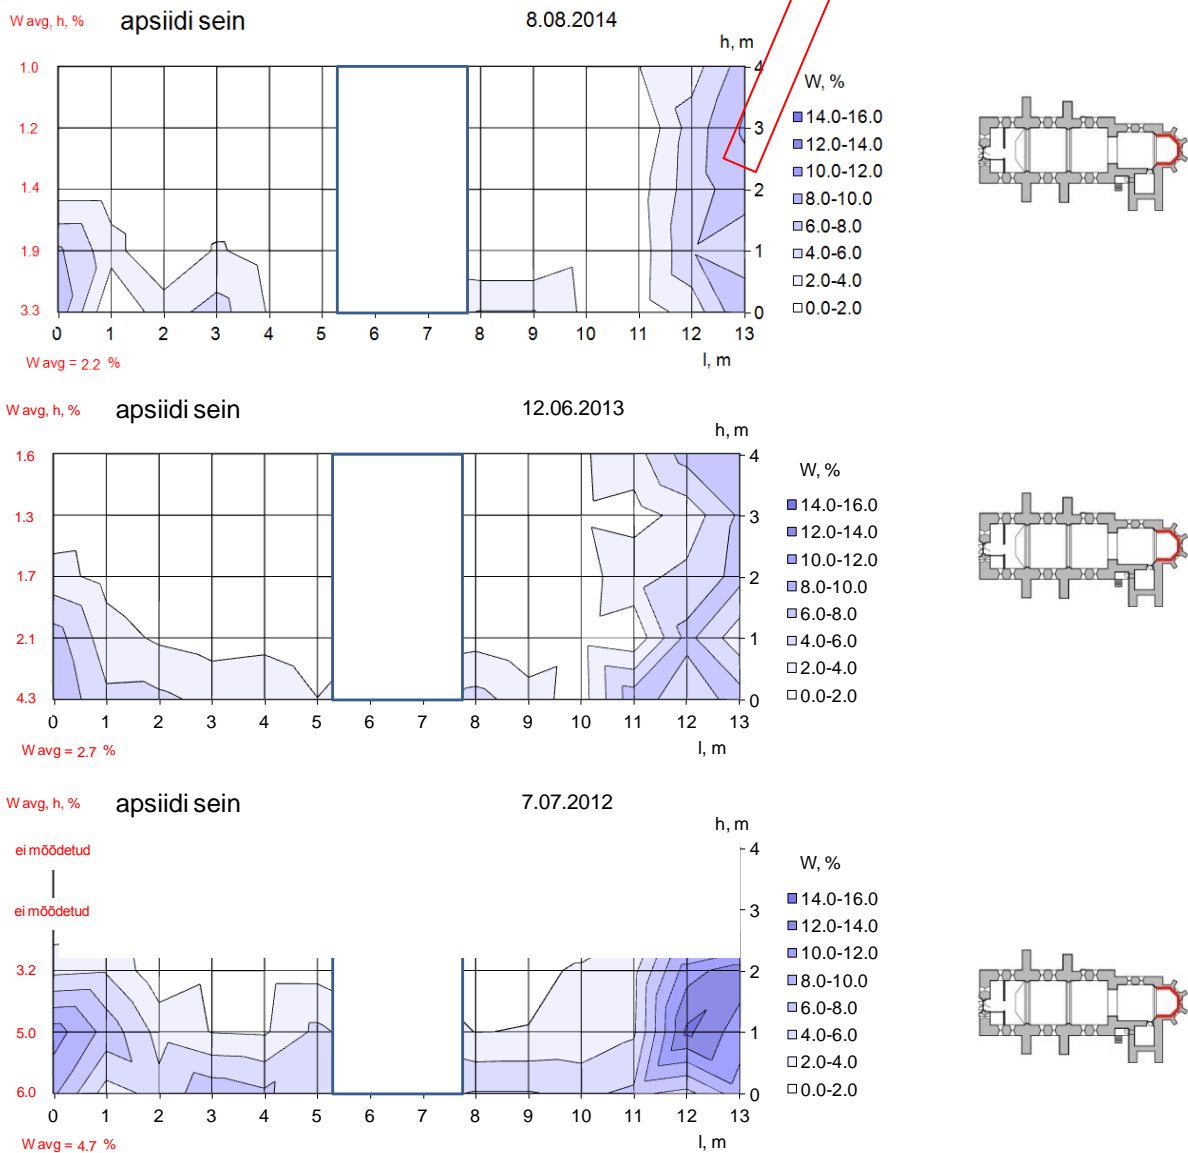 W avg, h, % apsiidi sein 8.08.2014
h, m
1.0 4
W, %
14.0-16.0
1.2 3
12.0-14.0
10.0-12.0
1.4 2
8.0-10.0
6.0-8.0
1.9 1
4.0-6.0
2.0-4.0
3.3 0
0.0-2.0
0 1 2 3 4 5 6 7 8 9 10 11 12 13
W avg = 2.2 % l, m
W avg, h, % apsiidi sein 12.06.2013
h, m
1.6 4
W, %
14.0-16.0
1.3 3
12.0-14.0
10.0-12.0
1.7 2
8.0-10.0
6.0-8.0
2.1 1
4.0-6.0
2.0-4.0
4.3 0
0.0-2.0
0 1 2 3 4 5 6 7 8 9 10 11 12 13
W avg = 2.7 % l, m
W avg, h, % apsiidi sein 7.07.2012
h, m
ei mõõdetud 4
W, %
14.0-16.0
ei mõõdetud 3
12.0-14.0
10.0-12.0
3.2 2
8.0-10.0
6.0-8.0
5.0 1
4.0-6.0
2.0-4.0
6.0 0
0.0-2.0
0 1 2 3 4 5 6 7 8 9 10 11 12 13
W avg = 4.7 % l, m